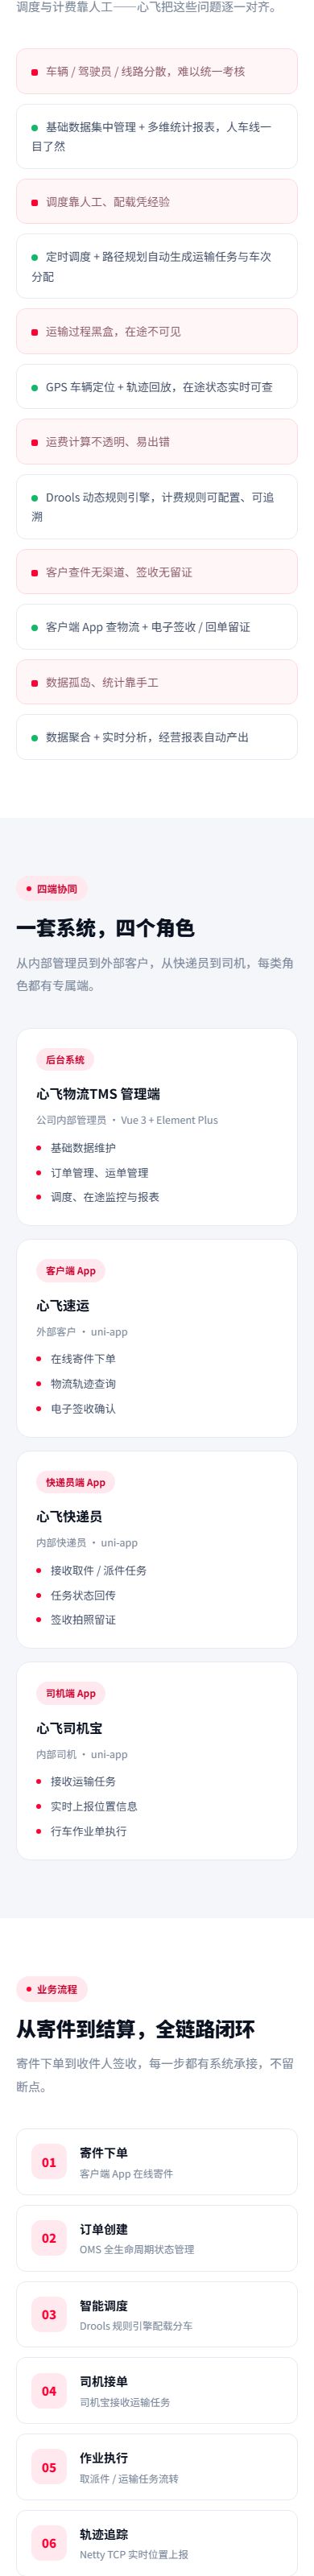 调度与计费靠人工——心飞把这些问题逐一对齐。
车辆 / 驾驶员 / 线路分散，难以统一考核
基础数据集中管理 + 多维统计报表，人车线一
目了然
调度靠人工、配载凭经验
定时调度 + 路径规划自动生成运输任务与车次
分配
运输过程黑盒，在途不可见
GPS 车辆定位 + 轨迹回放，在途状态实时可查
运费计算不透明、易出错
Drools 动态规则引擎，计费规则可配置、可追
溯
客户查件无渠道、签收无留证
客户端 App 查物流 + 电子签收 / 回单留证
数据孤岛、统计靠手工
数据聚合 + 实时分析，经营报表自动产出
四端协同
一套系统，四个角色
从内部管理员到外部客户，从快递员到司机，每类角
色都有专属端。
后台系统
心飞物流TMS 管理端
公司内部管理员 · Vue 3 + Element Plus
基础数据维护
订单管理、运单管理
调度、在途监控与报表
客户端 App
心飞速运
外部客户 · uni-app
在线寄件下单
物流轨迹查询
电子签收确认
快递员端 App
心飞快递员
内部快递员 · uni-app
接收取件 / 派件任务
任务状态回传
签收拍照留证
司机端 App
心飞司机宝
内部司机 · uni-app
接收运输任务
实时上报位置信息
行车作业单执行
业务流程
从寄件到结算，全链路闭环
寄件下单到收件人签收，每一步都有系统承接，不留
断点。
01
寄件下单
客户端 App 在线寄件
02
订单创建
OMS 全生命周期状态管理
03
智能调度
Drools 规则引擎配载分车
04
司机接单
司机宝接收运输任务
05
作业执行
取派件 / 运输任务流转
06
轨迹追踪
Netty TCP 实时位置上报